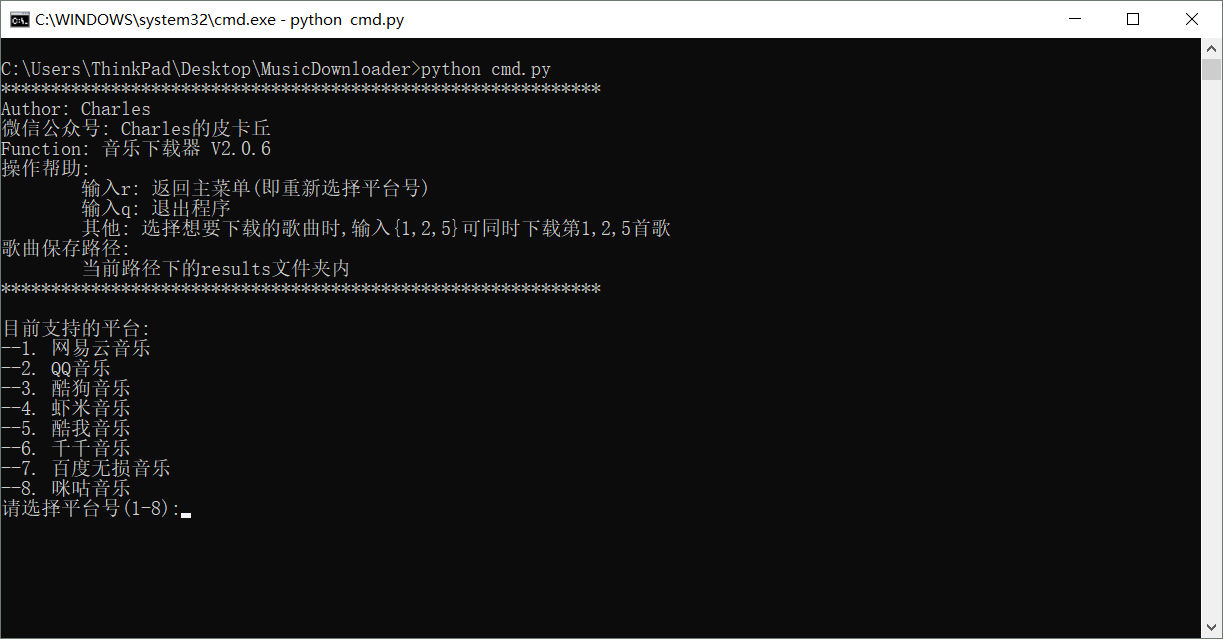 C:\WINDOWS\system32\cmd.exe - python  cmd.py
C:\Users\ThinkPad\Desktop\MusicDownloader>python cmd.py
************************************************************
Author: Charles
微信公众号: Charles的皮卡丘
Function: 音乐下载器 V2.0.6
操作帮助:
输入r: 返回主菜单(即重新选择平台号)
输入q: 退出程序
其他: 选择想要下载的歌曲时,输入{1,2,5}可同时下载第1,2,5首歌
歌曲保存路径:
当前路径下的results文件夹内
************************************************************
目前支持的平台:
--1. 网易云音乐
--2. QQ音乐
--3. 酷狗音乐
--4. 虾米音乐
--5. 酷我音乐
--6. 千千音乐
--7. 百度无损音乐
--8. 咪咕音乐
请选择平台号(1-8):